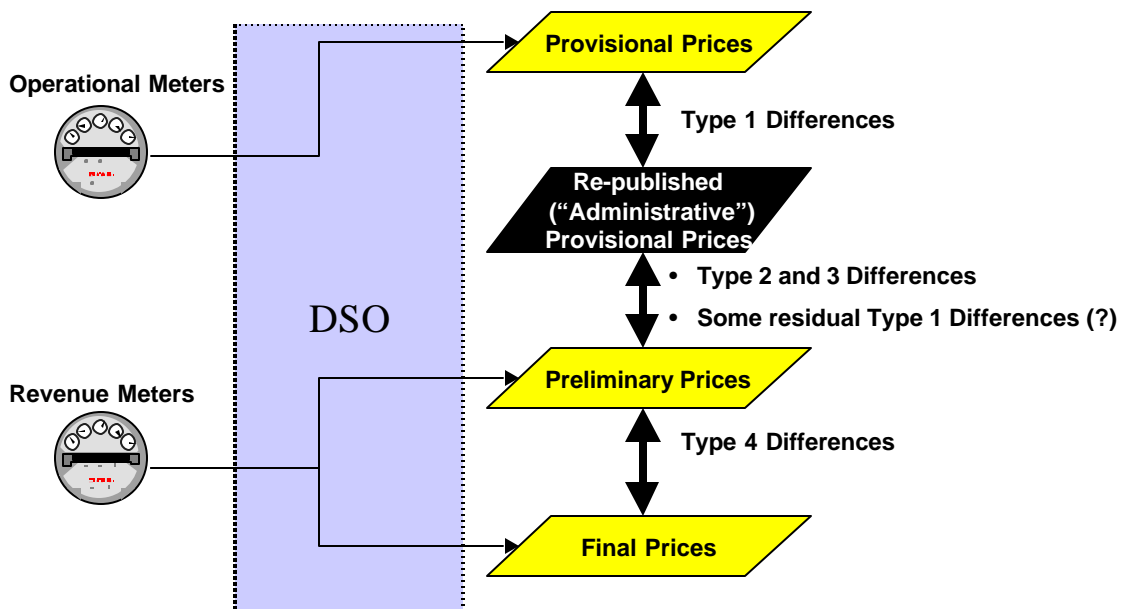 Provisional Prices
Operational Meters
Type 1 Differences
Re-published
(“Administrative”)
Provisional Prices
• Type 2 and 3 Differences
• Some residual Type 1 Differences (?)
DSO
Preliminary Prices
Revenue Meters
Type 4 Differences
Final Prices